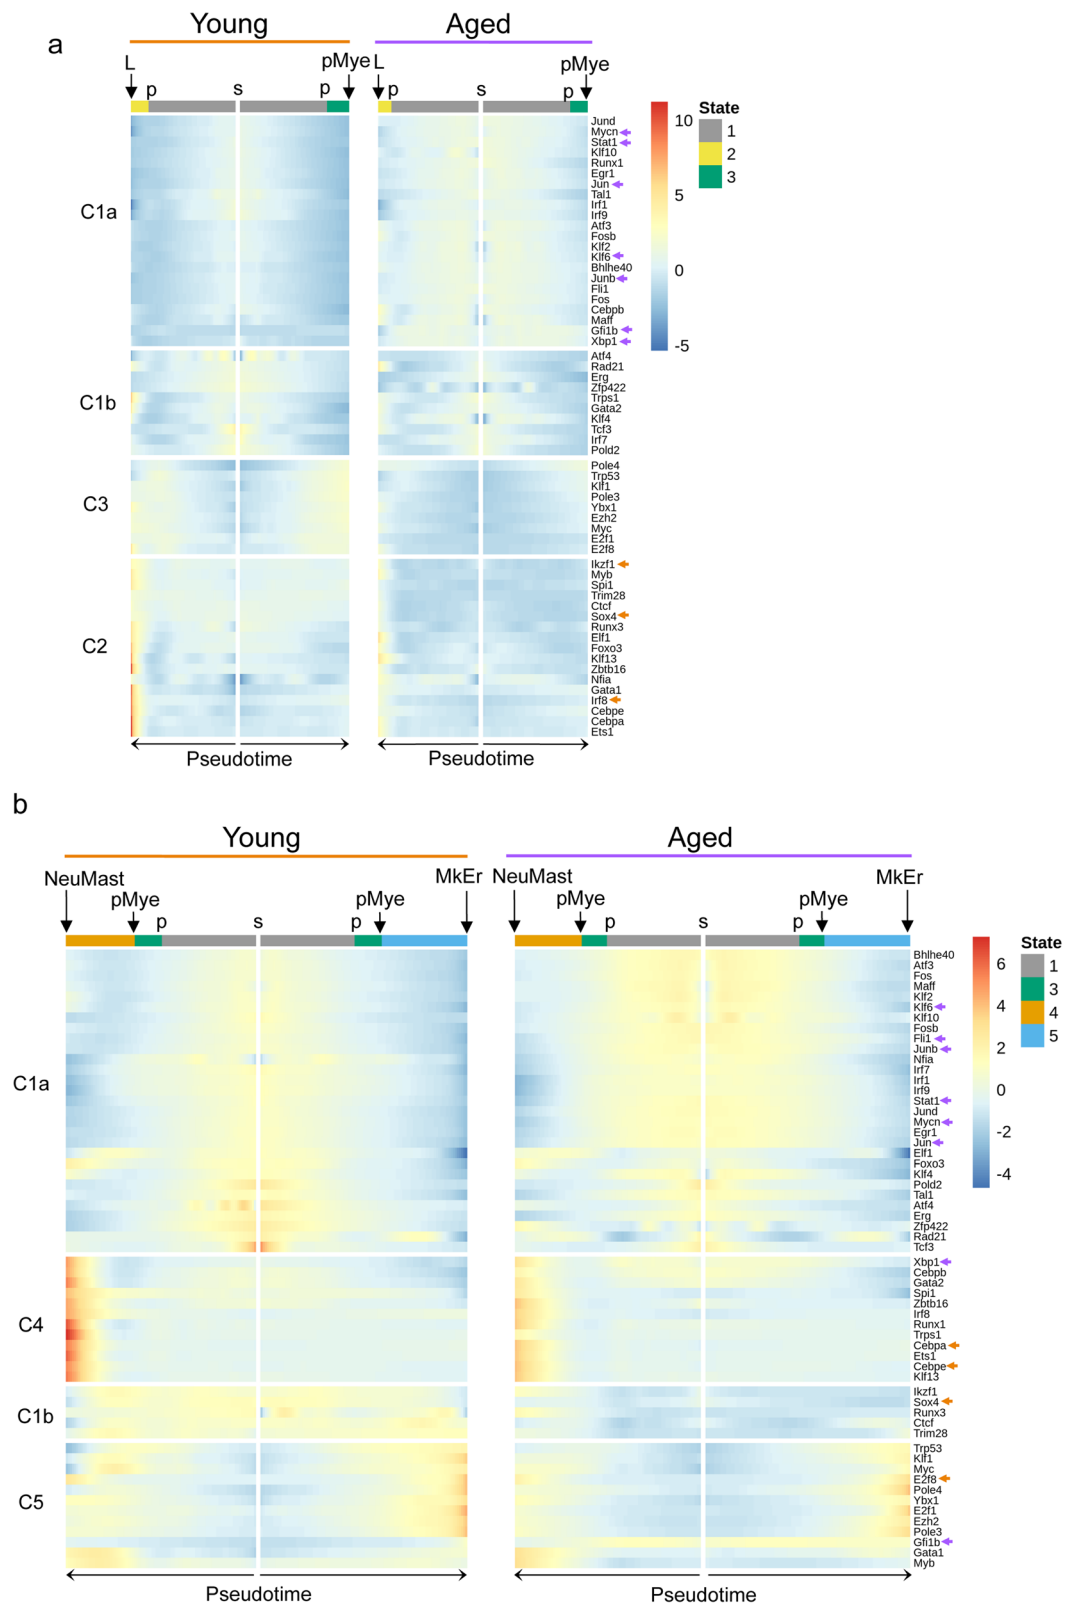 a
Young
Aged
L
pMye
L
pMye
p
s
p
p
s
p
State
1
2
3
10
5
0
-5
C1a
Jund
Mycn
Stat1
Klf10
Runx1
Egr1
Jun
Tal1
Irf1
Irf9
Atf3
Fosb
Klf2
Klf6
Bhlhe40
Junb
Fli1
Fos
Cebpb
Maff
Gfi1b
Xbp1
C1b
Atf4
Rad21
Erg
Zfp422
Trps1
Gata2
Klf4
Tcf3
Irf7
Pold2
C3
Pole4
Trp53
Klf1
Pole3
Ybx1
Ezh2
Myc
E2f1
E2f8
C2
Ikzf1
Myb
Spi1
Trim28
Ctcf
Sox4
Runx3
Elf1
Foxo3
Klf13
Zbtb16
Nfia
Gata1
Irf8
Cebpe
Cebpa
Ets1
Pseudotime
Pseudotime
b
Young
Aged
NeuMast
pMye
pMye
MkEr
NeuMast
pMye
pMye
MkEr
p
s
p
p
s
p
State
1
3
4
5
6
4
2
0
-2
-4
C1a
Bhlhe40
Atf3
Fos
Maff
Klf2
Klf6
Klf10
Fosb
Fli1
Junb
Nfia
Irf7
Irf1
Irf9
Stat1
Jund
Mycn
Egr1
Jun
Elf1
Foxo3
Klf4
Pold2
Tal1
Atf4
Erg
Zfp422
Rad21
Tcf3
C4
Xbp1
Cebpb
Gata2
Spi1
Zbtb16
Irf8
Runx1
Trps1
Cebpa
Ets1
Cebpe
Klf13
C1b
Ikzf1
Sox4
Runx3
Ctcf
Trim28
C5
Trp53
Klf1
Myc
E2f8
Pole4
Ybx1
E2f1
Ezh2
Pole3
Gfi1b
Gata1
Myb
Pseudotime
Pseudotime